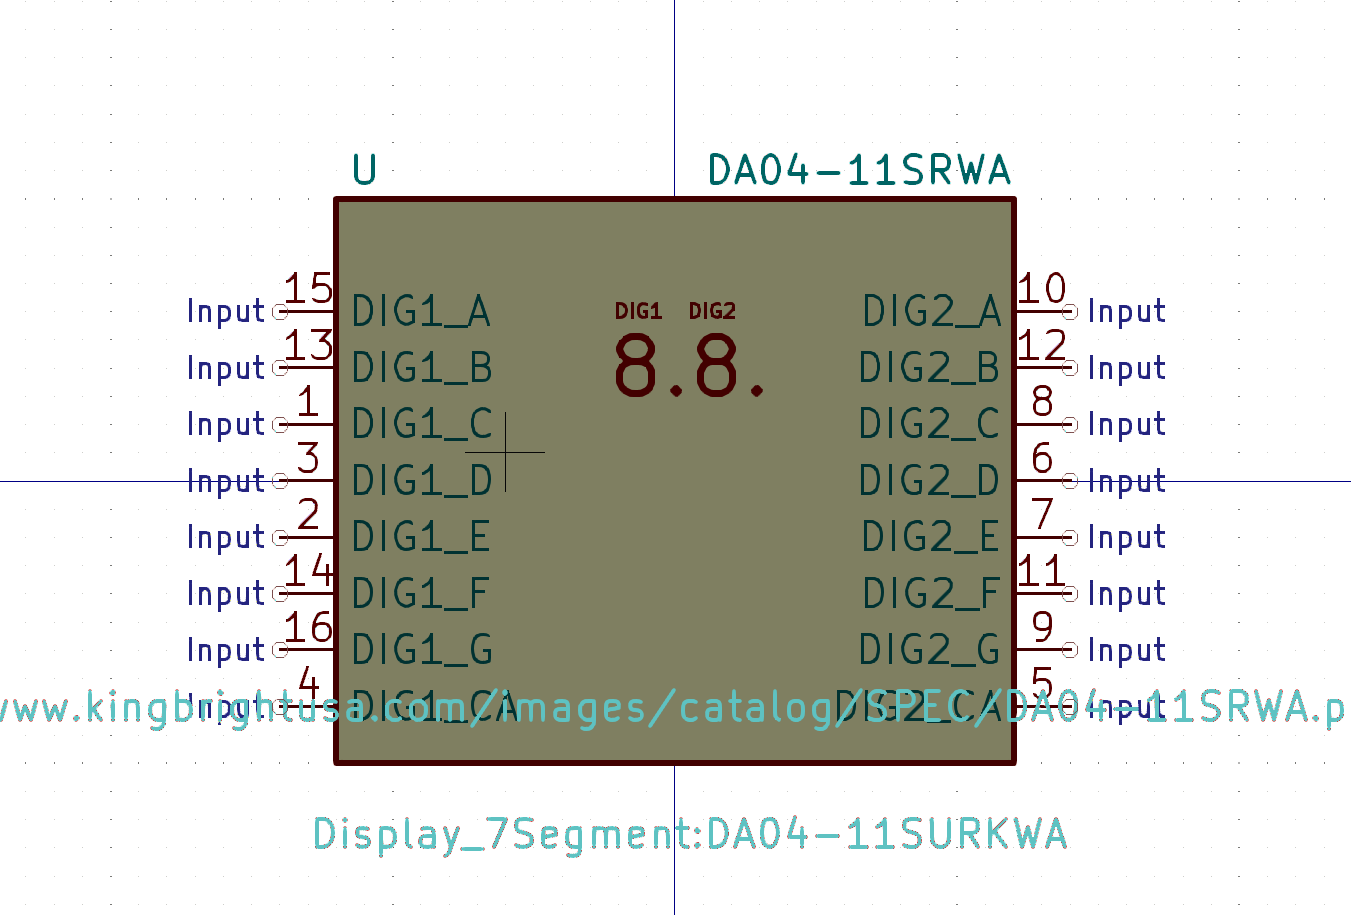 U DA04-11SRWA
15 DIG1_A DIG1 DIG2 DIG2_A 10
Input Input
8.8.
13 DIG1_B DIG2_B 12
Input Input
1 DIG1_C DIG2_C 8
Input Input
3 DIG1_D DIG2_D 6
Input Input
2 DIG1_E DIG2_E 7
Input Input
14 DIG1_F DIG2_F 11
Input Input
16 DIG1_G DIG2_G 9
Input Input
4 DIG1_CA DIG2_CA 5
Input Input
www.kingbrightusa.com/images/catalog/SPEC/DA04-11SRWA.p
Display_7Segment:DA04-11SURKWA